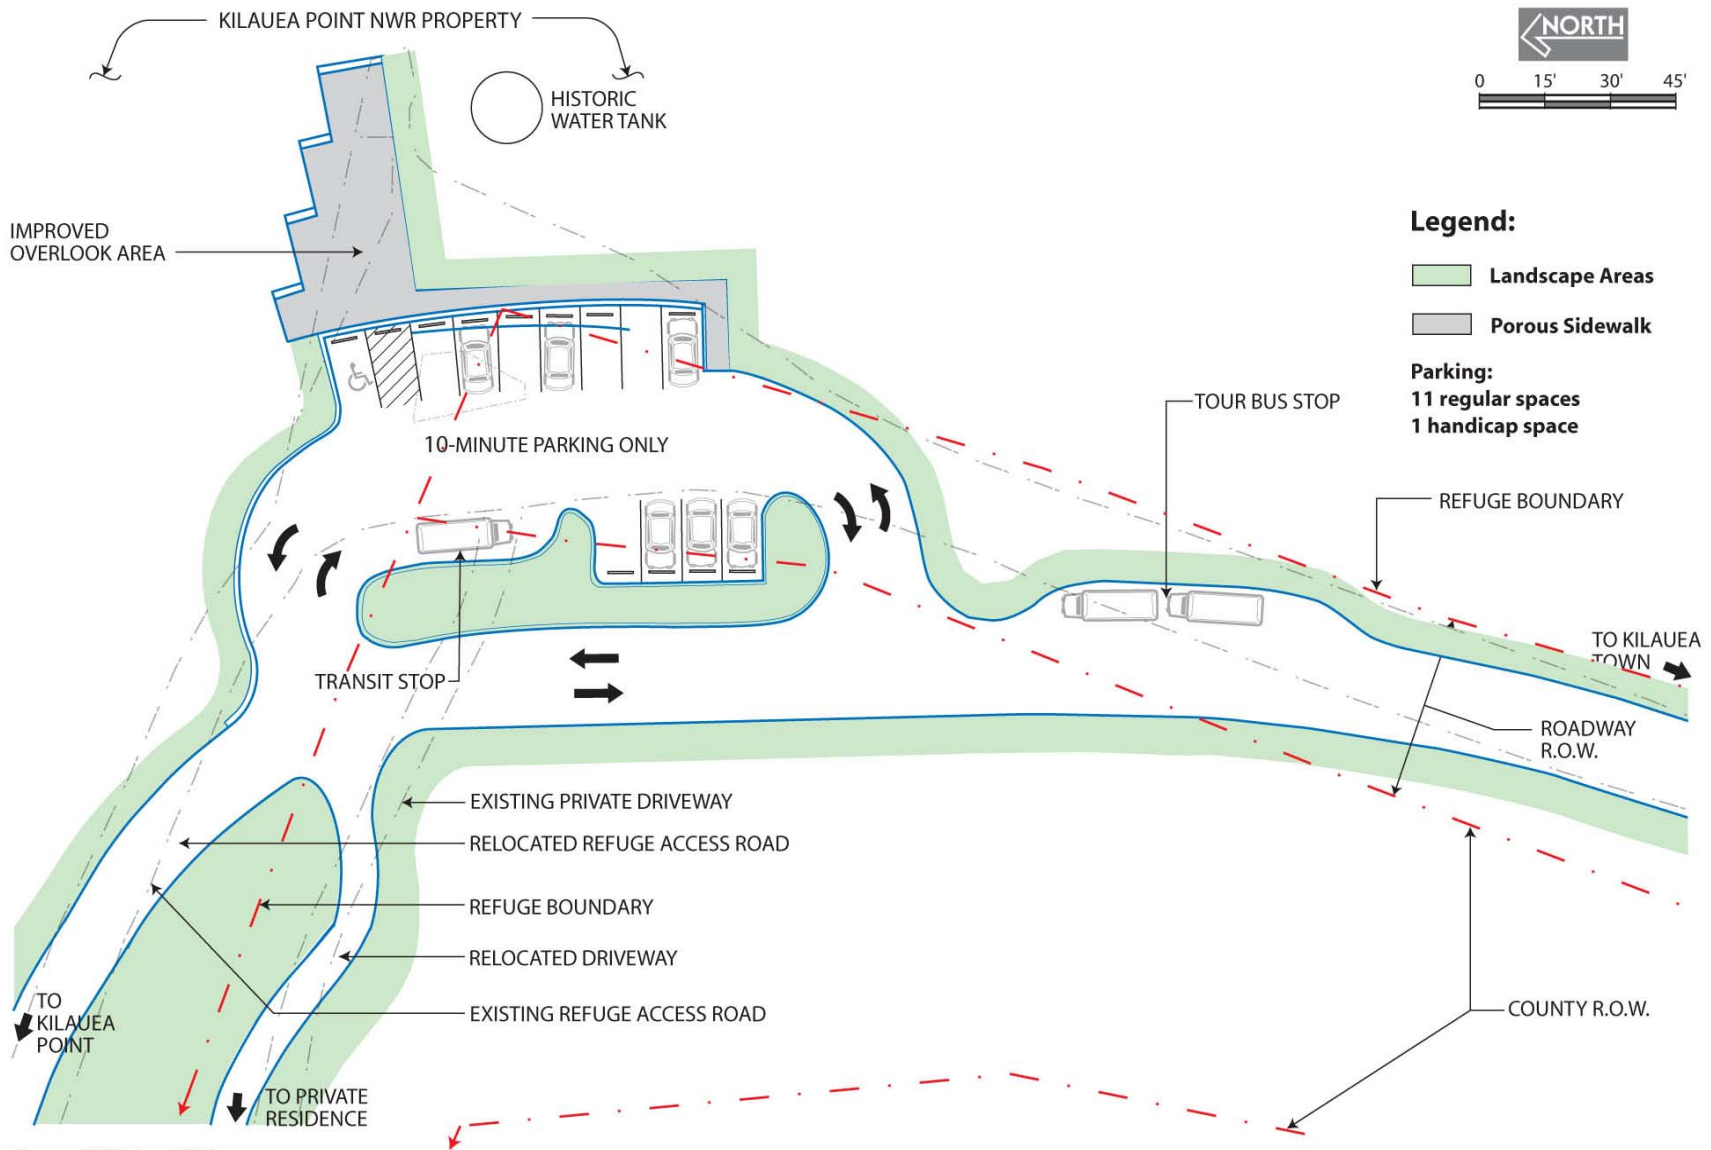 KILAUEA POINT NWR PROPERTY
NORTH
0 15' 30' 45'
HISTORIC
WATER TANK
IMPROVED
OVERLOOK AREA
Legend:
Landscape Areas
Porous Sidewalk
Parking:
11 regular spaces
1 handicap space
TOUR BUS STOP
10-MINUTE PARKING ONLY
REFUGE BOUNDARY
TO KILAUEA
TOWN
TRANSIT STOP
ROADWAY
R.O.W.
EXISTING PRIVATE DRIVEWAY
RELOCATED REFUGE ACCESS ROAD
REFUGE BOUNDARY
RELOCATED DRIVEWAY
EXISTING REFUGE ACCESS ROAD
COUNTY R.O.W.
TO
KILAUEA
POINT
TO PRIVATE
RESIDENCE